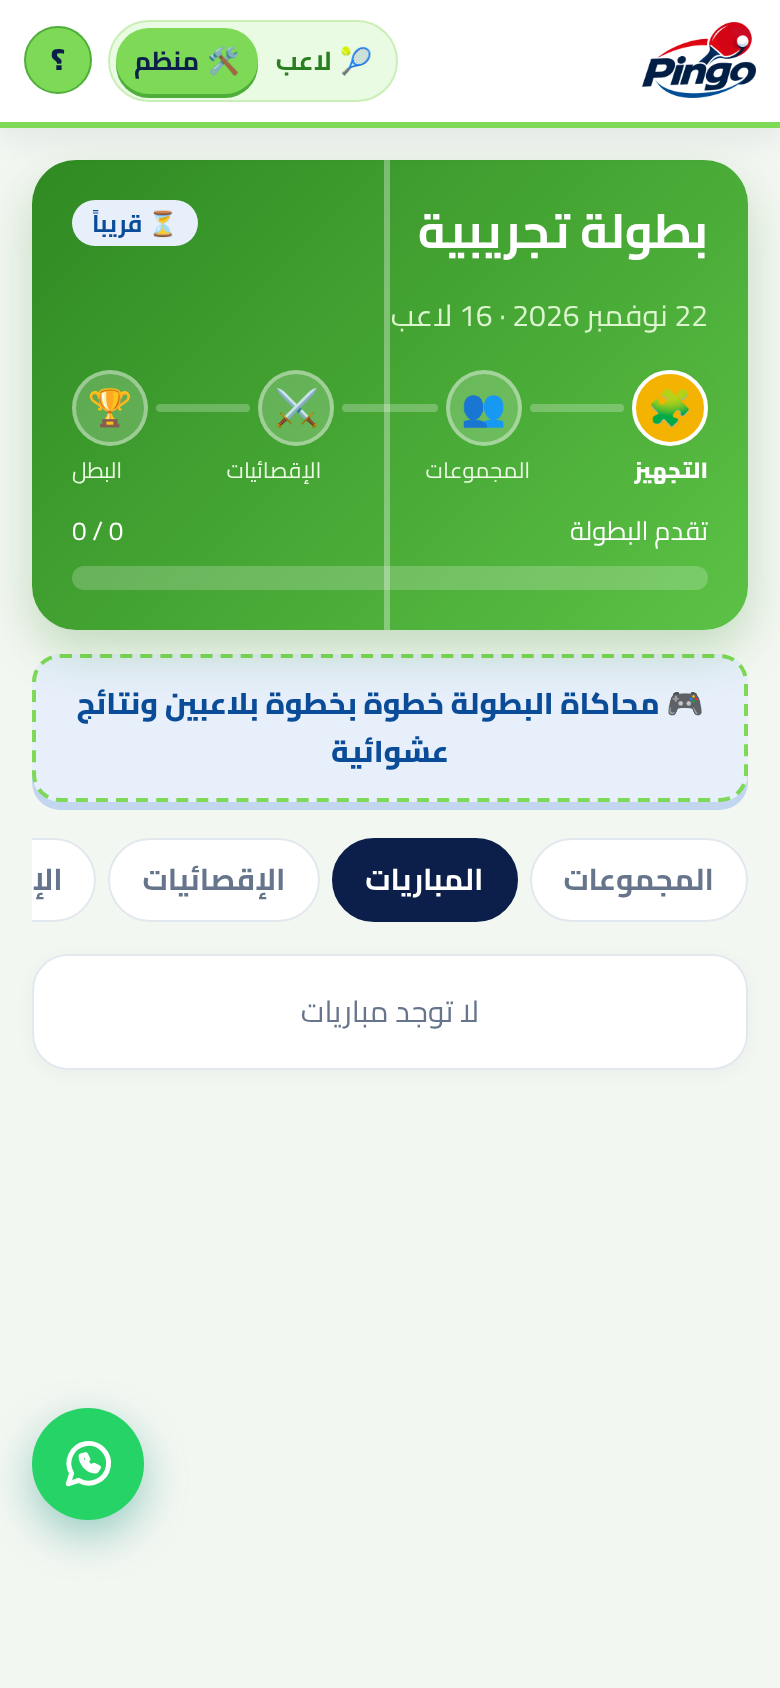 Pingo
لاعب
منظم
؟
بطولة تجريبية
قريباً
22 نوفمبر 2026 · 16 لاعب
التجهيز
المجموعات
الإقصائيات
البطل
تقدم البطولة
0 / 0
محاكاة البطولة خطوة بخطوة بلاعبين ونتائج
عشوائية
المجموعات
المباريات
الإقصائيات
لا توجد مباريات